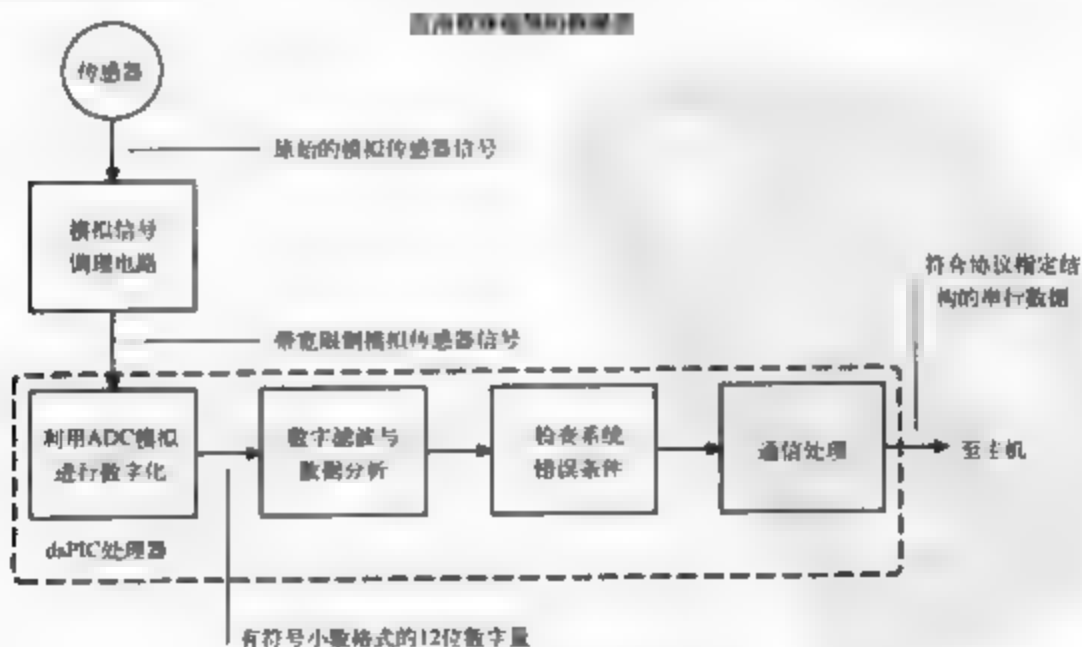 传感器
原始的模拟传感器信号
模拟信号
调理电路
符合协议指定结
构的串行数据
带宽限制模拟传感器信号
利用ADC模拟
进行数字化
数字滤波与
数据分析
检查系统
错误条件
通信处理
至主机
dsPIC处理器
有符号小数格式的12位数字量